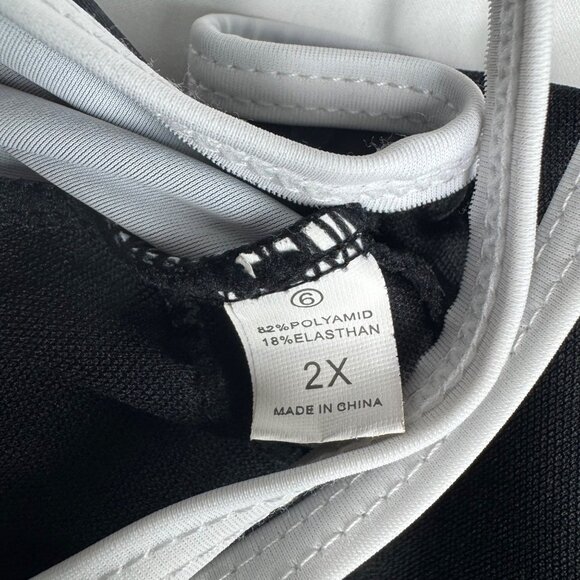 ⑥
82%POLYAMID
18%ELASTHAN
2X
MADE IN CHINA